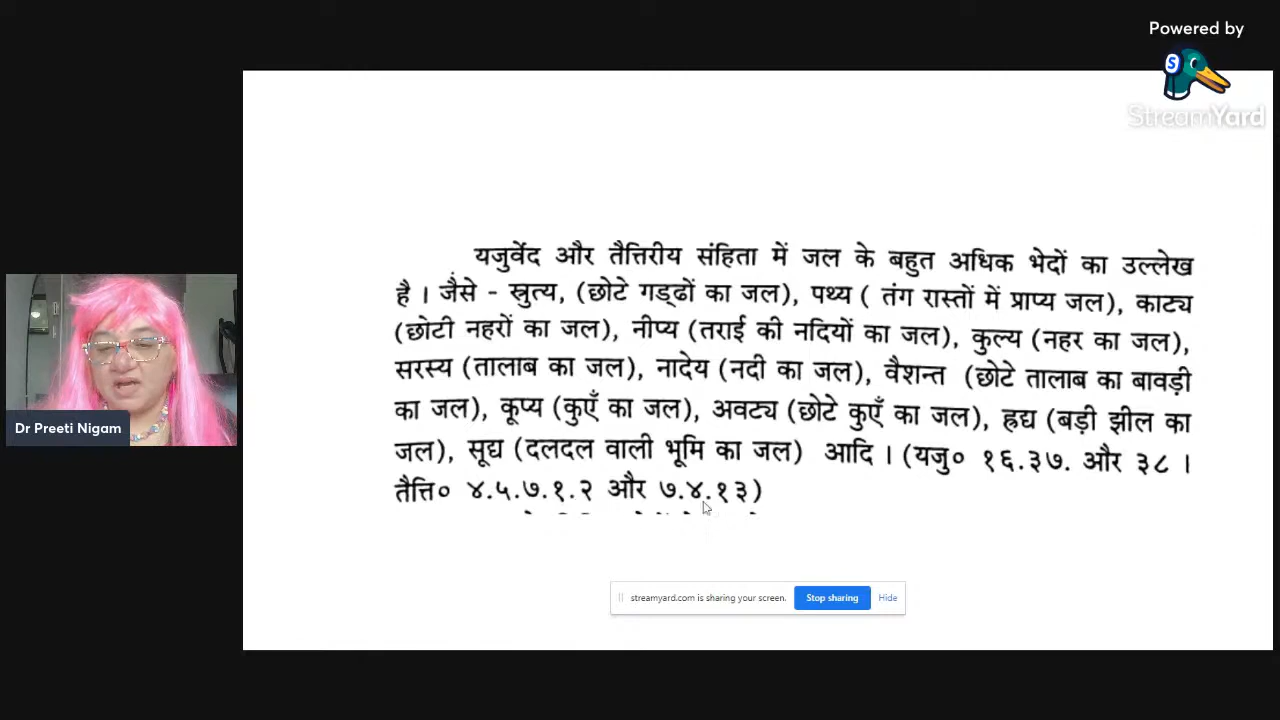 Powered by
StreamYard
यजुर्वेद और तैत्तिरीय संहिता में जल के बहुत अधिक भेदों का उल्लेख
है । जैसे - स्रुत्य, (छोटे गड्ढों का जल), पथ्य ( तंग रास्तों में प्राप्य जल), काट्य
(छोटी नहरों का जल), नीप्य (तराई की नदियों का जल), कुल्य (नहर का जल),
सरस्य (तालाब का जल), नादेय (नदी का जल), वैशन्त (छोटे तालाब का बावड़ी
का जल), कूप्य (कुएँ का जल), अवट्य (छोटे कुएँ का जल), ह्रद्य (बड़ी झील का
जल), सूद्य (दलदल वाली भूमि का जल) आदि । (यजु० १६.३७. और ३८ ।
तैत्ति० ४.५.७.१.२ और ७.४.१३)
Dr Preeti Nigam
streamyard.com is sharing your screen.
Stop sharing
Hide